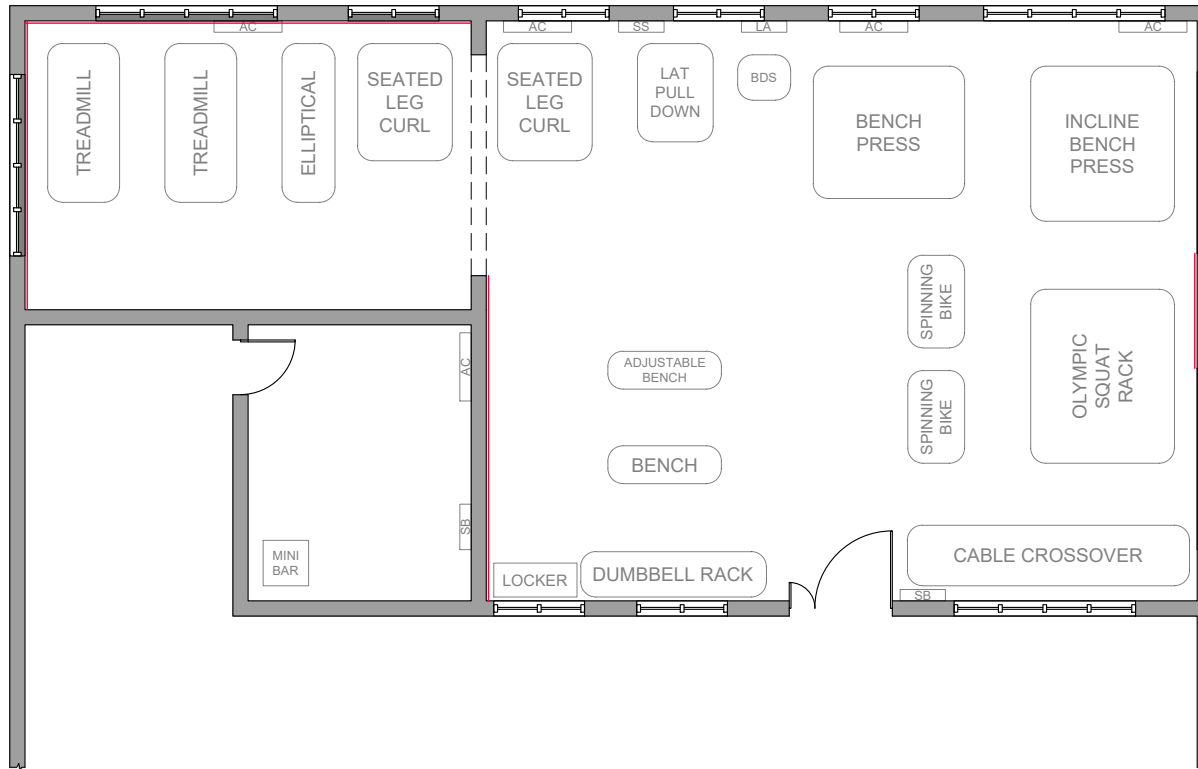 AC
AC
SS
LA
AC
AC
TREADMILL
TREADMILL
ELLIPTICAL
SEATED
LEG
CURL
SEATED
LEG
CURL
LAT
PULL
DOWN
BDS
BENCH
PRESS
INCLINE
BENCH
PRESS
SPINNING
BIKE
ADJUSTABLE
BENCH
AC
OLYMPIC
SQUAT
RACK
SPINNING
BIKE
BENCH
SB
MINI
BAR
LOCKER
DUMBBELL RACK
CABLE CROSSOVER
SB